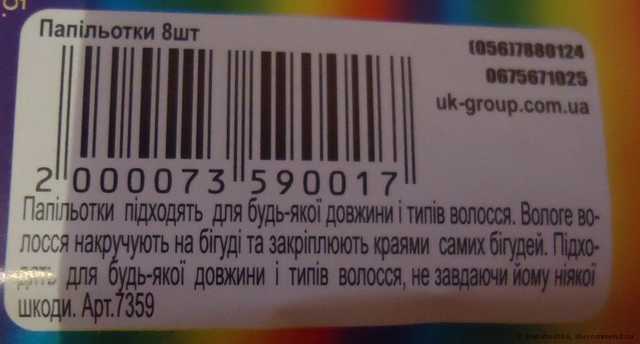 Папільотки 8шт
(056)7880124
0675671025
uk-group.com.ua
2 000073 590017
Папільотки підходять для будь-якої довжини і типів волосся. Вологе во-
лосся накручують на бігуді та закріплюють краями самих бігудей. Підхо-
дять для будь-якої довжини і типів волосся, не завдаючи йому ніякої
шкоди. Арт.7359